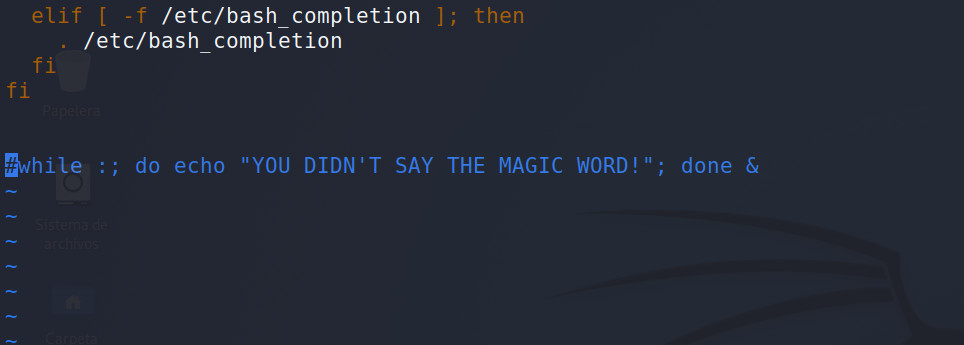 elif [ -f /etc/bash_completion ]; then
. /etc/bash_completion
fi
fi
Papelera
#while :; do echo "YOU DIDN'T SAY THE MAGIC WORD!"; done &
~
~
Sistema de
archivos
~
~
~
~
~
Carpeta